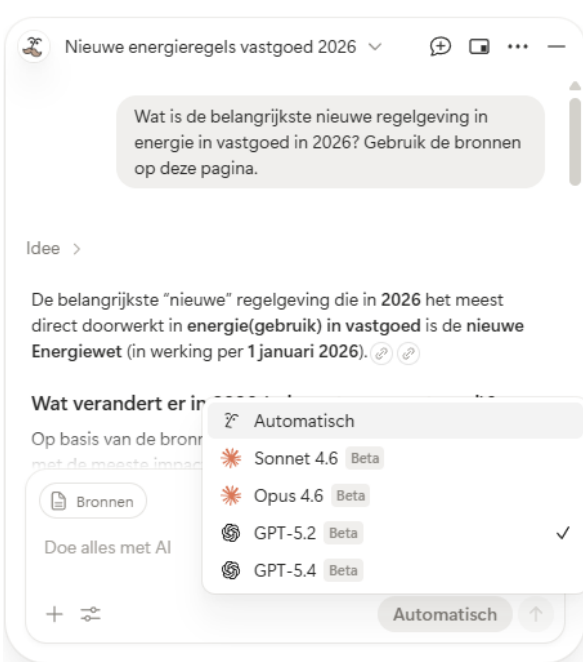 Nieuwe energieregels vastgoed 2026
Wat is de belangrijkste nieuwe regelgeving in
energie in vastgoed in 2026? Gebruik de bronnen
op deze pagina.
Idee
De belangrijkste “nieuwe” regelgeving die in 2026 het meest
direct doorwerkt in energie(gebruik) in vastgoed is de nieuwe
Energiewet (in werking per 1 januari 2026).
Wat verandert er in
Op basis van de bronn
met de meeste impac
Automatisch
Sonnet 4.6 Beta
Opus 4.6 Beta
GPT-5.2 Beta
GPT-5.4 Beta
Bronnen
Doe alles met AI
Automatisch